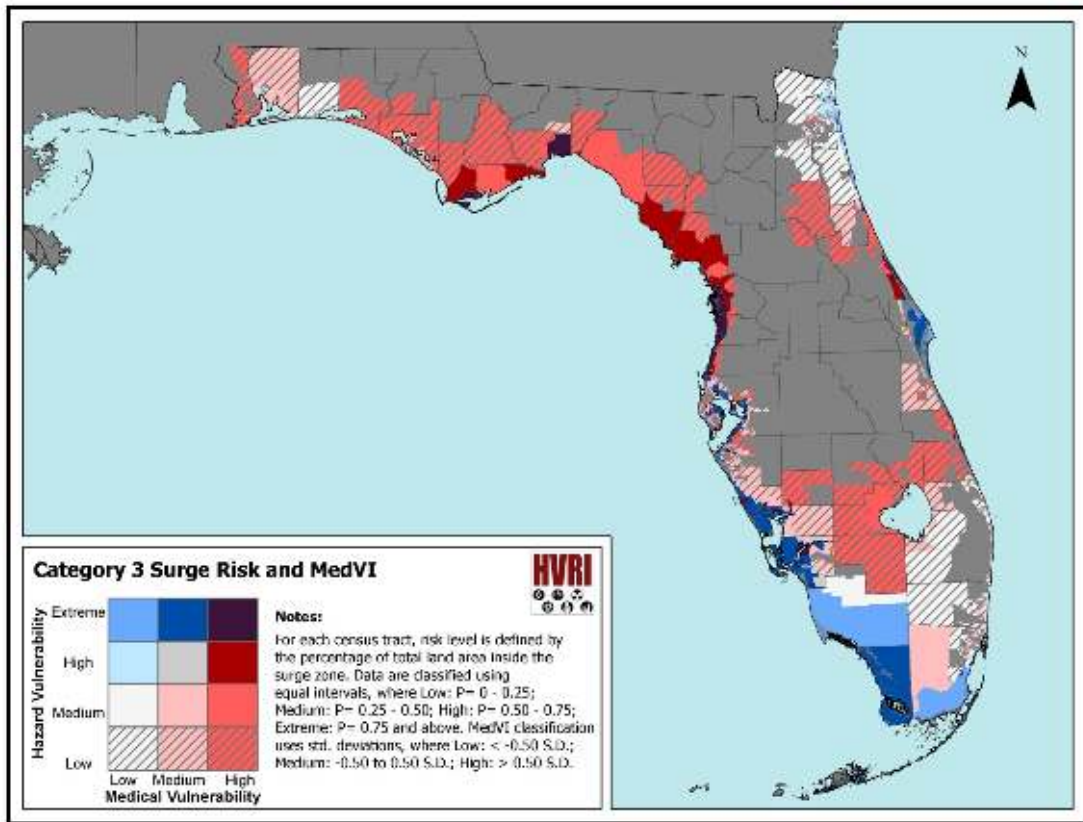 N
Category 3 Surge Risk and MedVI
HVRI
Hazard Vulnerability
Extreme
High
Medium
Low
Low Medium High
Medical Vulnerability
Notes:
For each census tract, risk level is defined by
the percentage of total land area inside the
surge zone. Data are classified using
equal intervals, where Low: P= 0 - 0.25;
Medium: P= 0.25 - 0.50; High: P= 0.50 - 0.75;
Extreme: P= 0.75 and above. MedVI classification
uses std. deviations, where Low: < -0.50 S.D.;
Medium: -0.50 to 0.50 S.D.; High: > 0.50 S.D.